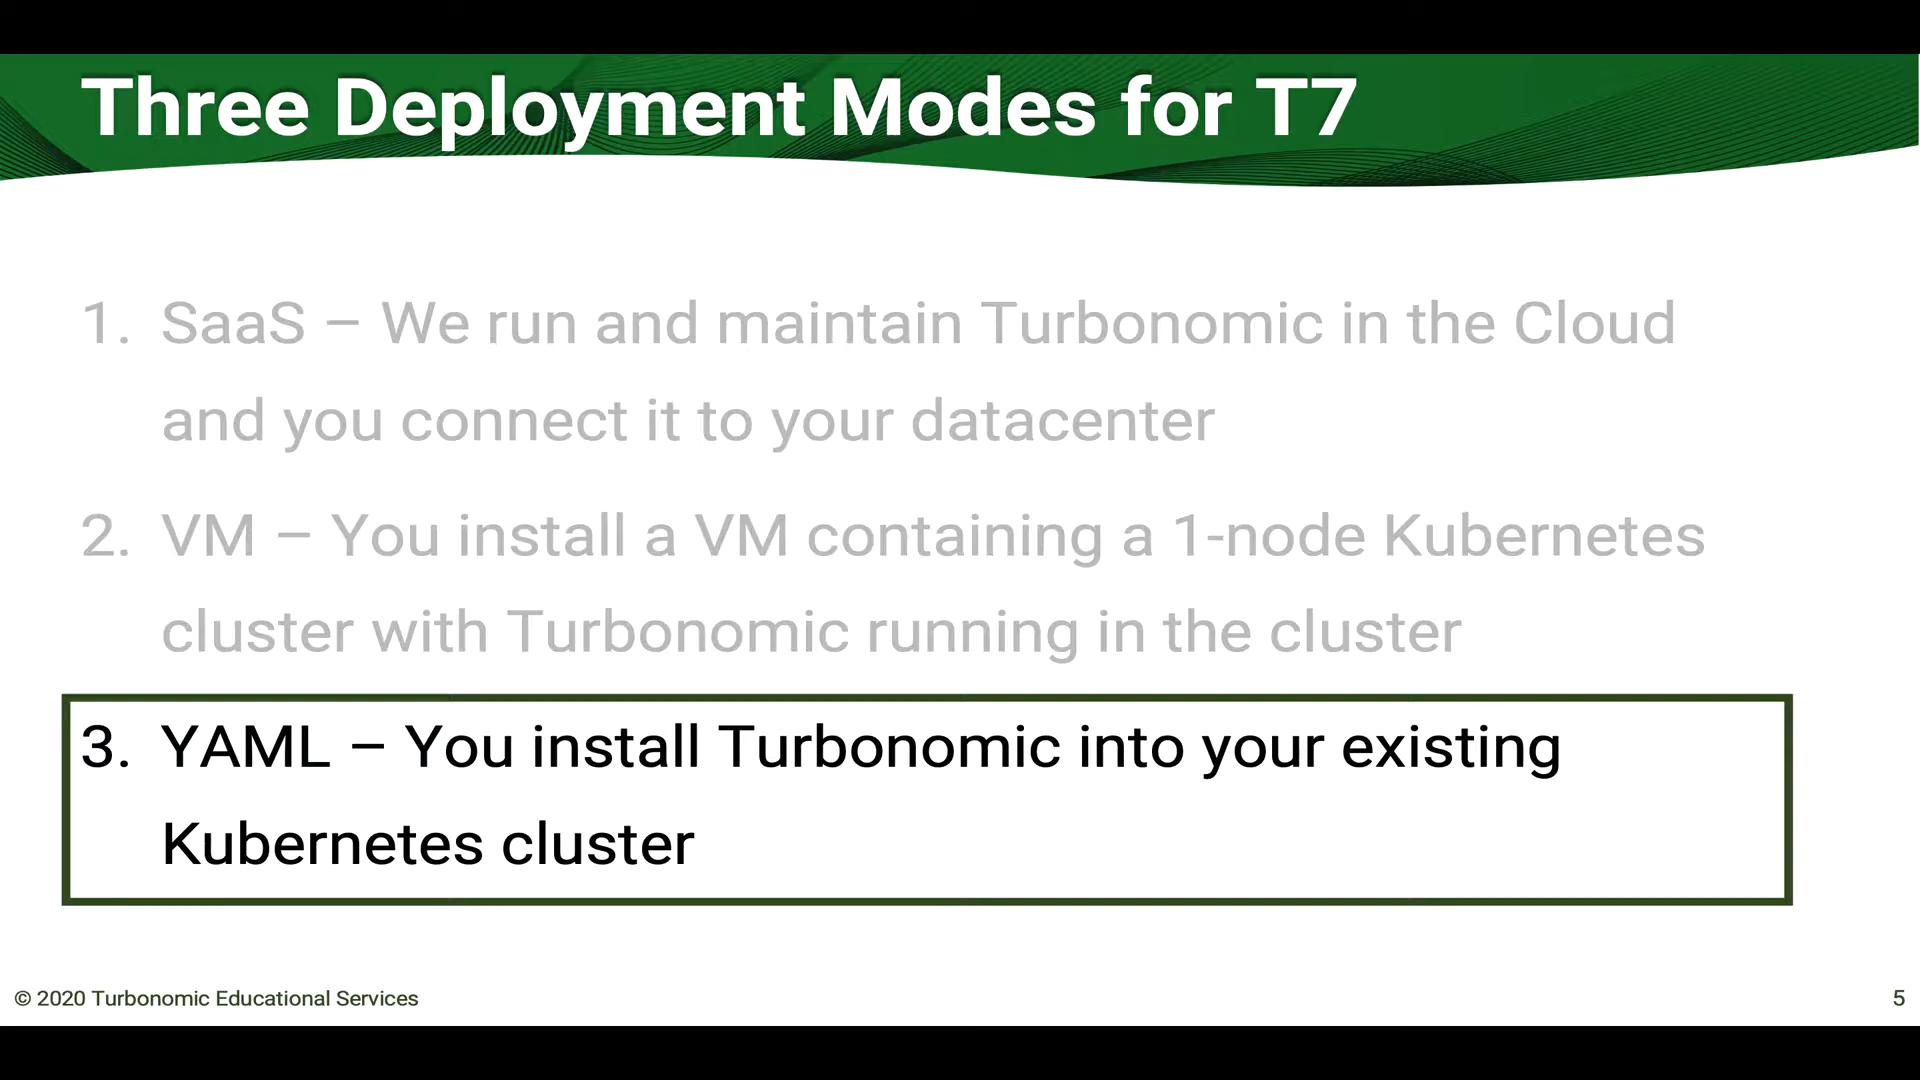 Three Deployment Modes for T7
1. SaaS – We run and maintain Turbonomic in the Cloud
and you connect it to your datacenter
2. VM – You install a VM containing a 1-node Kubernetes
cluster with Turbonomic running in the cluster
3. YAML – You install Turbonomic into your existing
Kubernetes cluster
© 2020 Turbonomic Educational Services
5